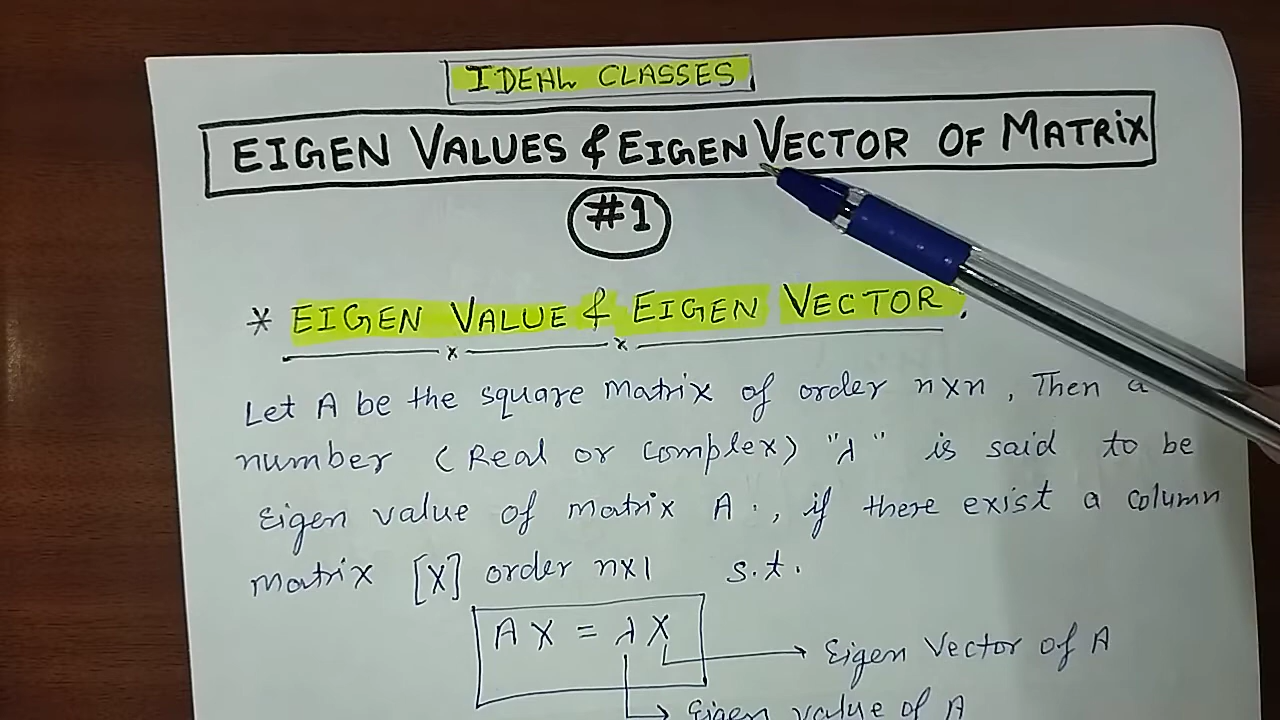 IDEAL CLASSES
EIGEN VALUES & EIGEN VECTOR OF MATRIX
#1
* EIGEN VALUE & EIGEN VECTOR.
Let A be the square matrix of order n×n, Then a
number (Real or complex) "λ" is said to be
Eigen value of matrix A., if there exist a column
matrix [X] order n×1 s.t.
AX = λX
Eigen Vector of A
Eigen value of A